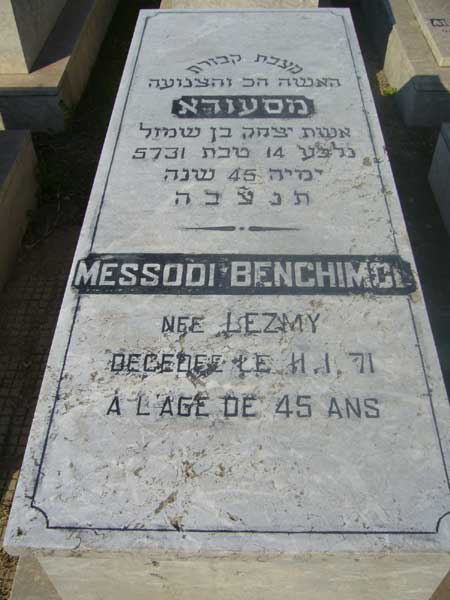 מצבת קבורת
האשה הכ׳ והצנועה
מסעודא
אשת יצחק בן שמול
נלבע 14 טבת 5731
ימיה 45 שנה
תנצבה
MESSODI BENCHIMOL
NEE LEZMY
DECEDEE LE 11.1.71
A L'AGE DE 45 ANS